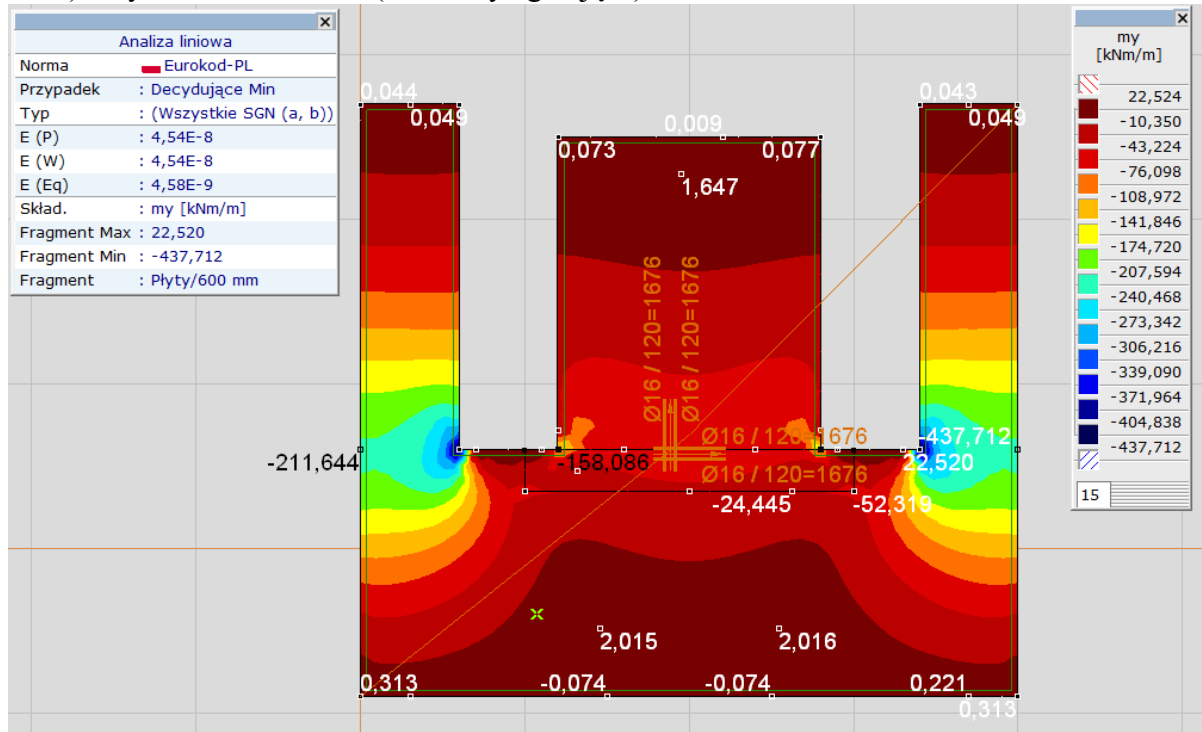 Analiza liniowa
Norma Eurokod-PL
Przypadek : Decydujące Min
Typ : (Wszystkie SGN (a, b))
E (P) : 4,54E-8
E (W) : 4,54E-8
E (Eq) : 4,58E-9
Skład. : my [kNm/m]
Fragment Max : 22,520
Fragment Min : -437,712
Fragment : Płyty/600 mm
my
[kNm/m]
22,524
-10,350
-43,224
-76,098
-108,972
-141,846
-174,720
-207,594
-240,468
-273,342
-306,216
-339,090
-371,964
-404,838
-437,712
15
0,044
0,049
0,009
0,073
0,077
1,647
0,043
0,049
Ø16 / 120=1676
Ø16 / 120=1676
Ø16 / 120=1676
Ø16 / 120=1676
-211,644
-158,086
-437,712
22,520
-24,445
-52,319
2,015
2,016
0,313
-0,074
-0,074
0,221
0,313